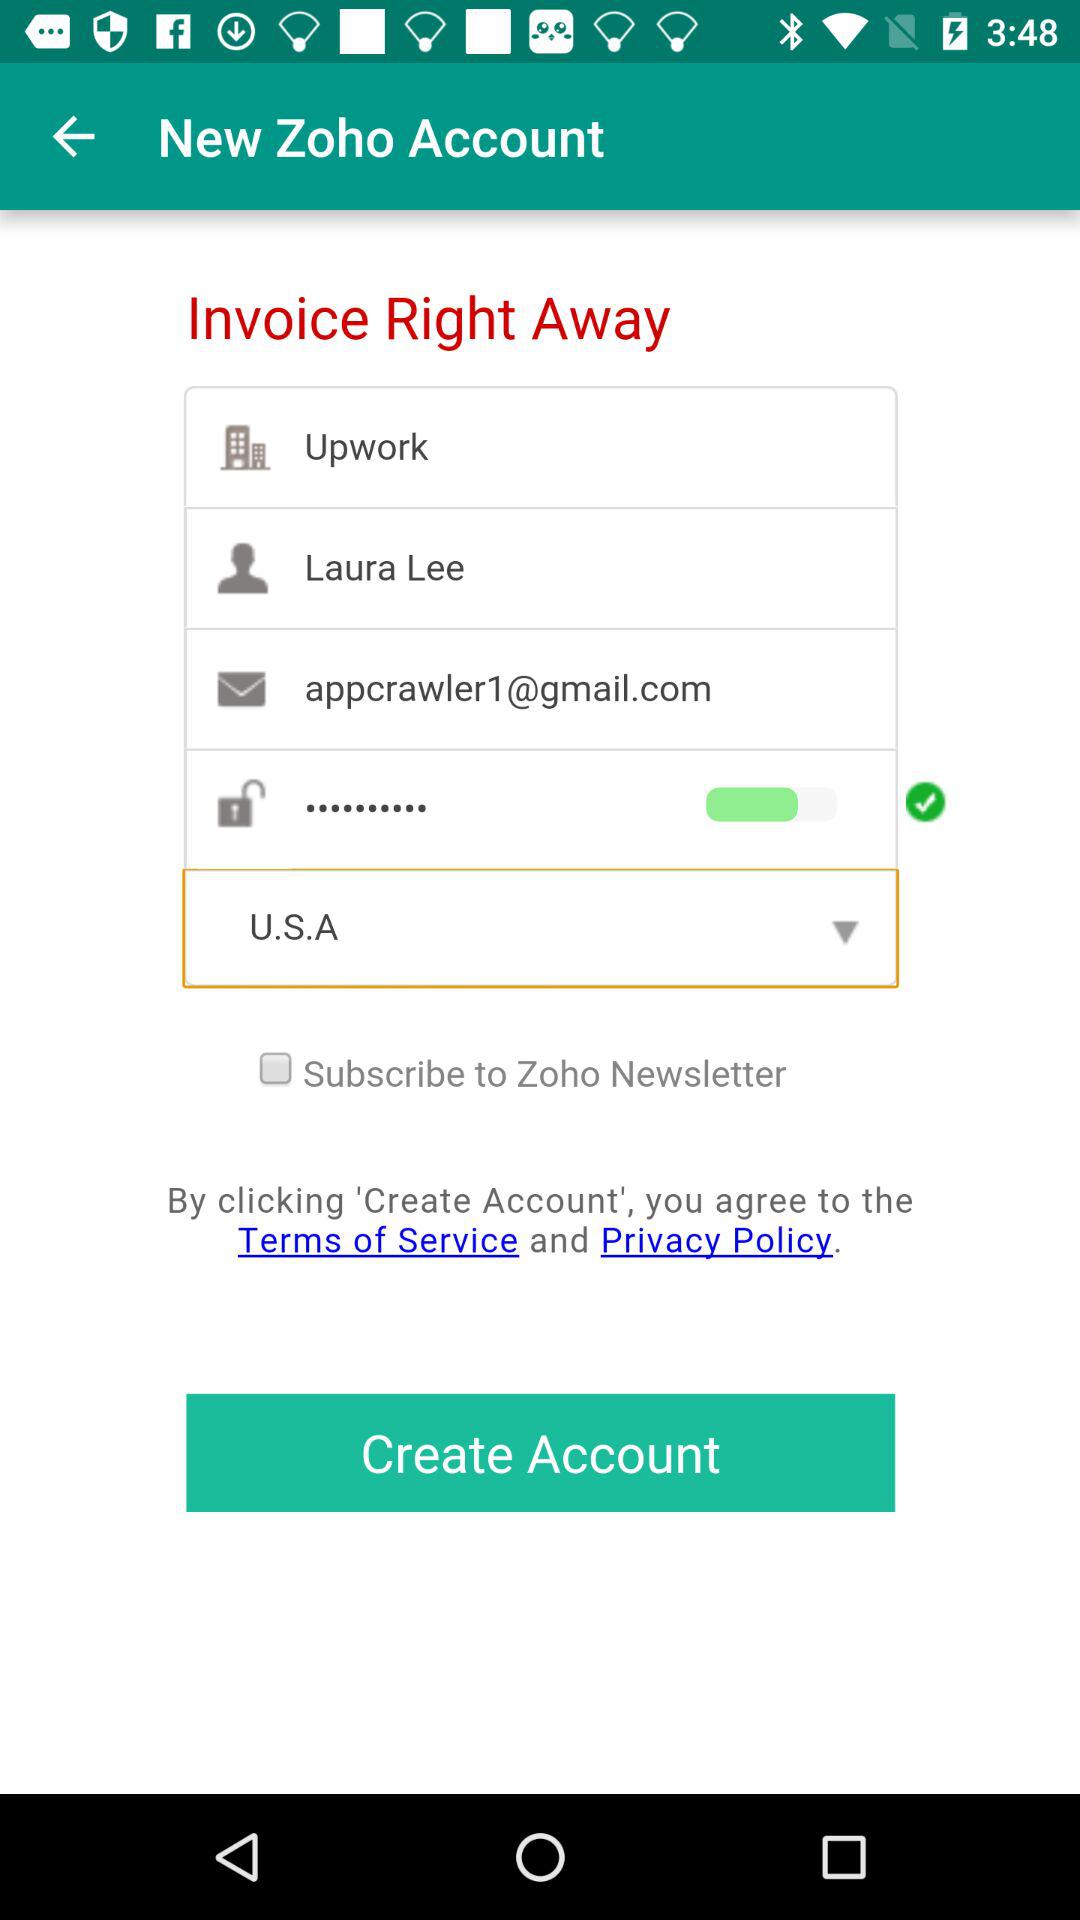 3:48
New Zoho Account
Invoice Right Away
Upwork
Laura Lee
appcrawler1@gmail.com
••••••••••
U.S.A
Subscribe to Zoho Newsletter
By clicking 'Create Account', you agree to the
Terms of Service and Privacy Policy.
Create Account